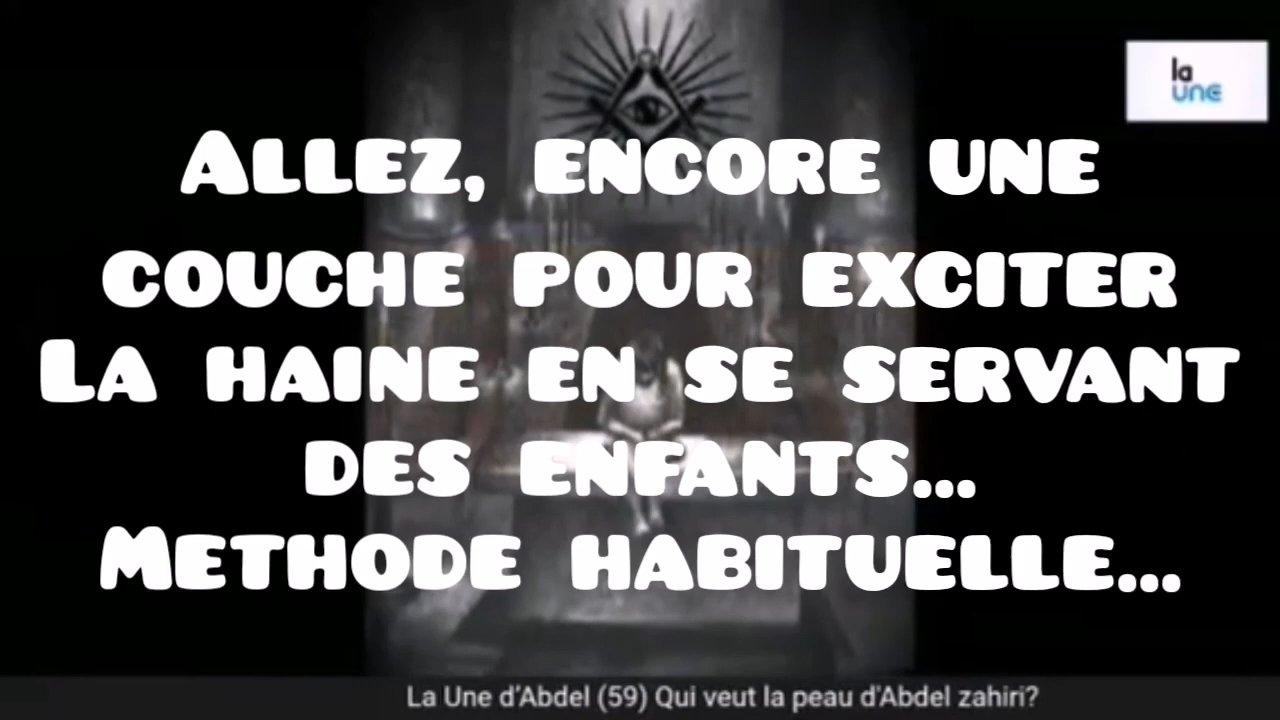 la
une
Allez, encore une
couche pour exciter
La haine en se servant
des enfants...
Methode habituelle...
La Une d'Abdel (59) Qui veut la peau d'Abdel zahiri?